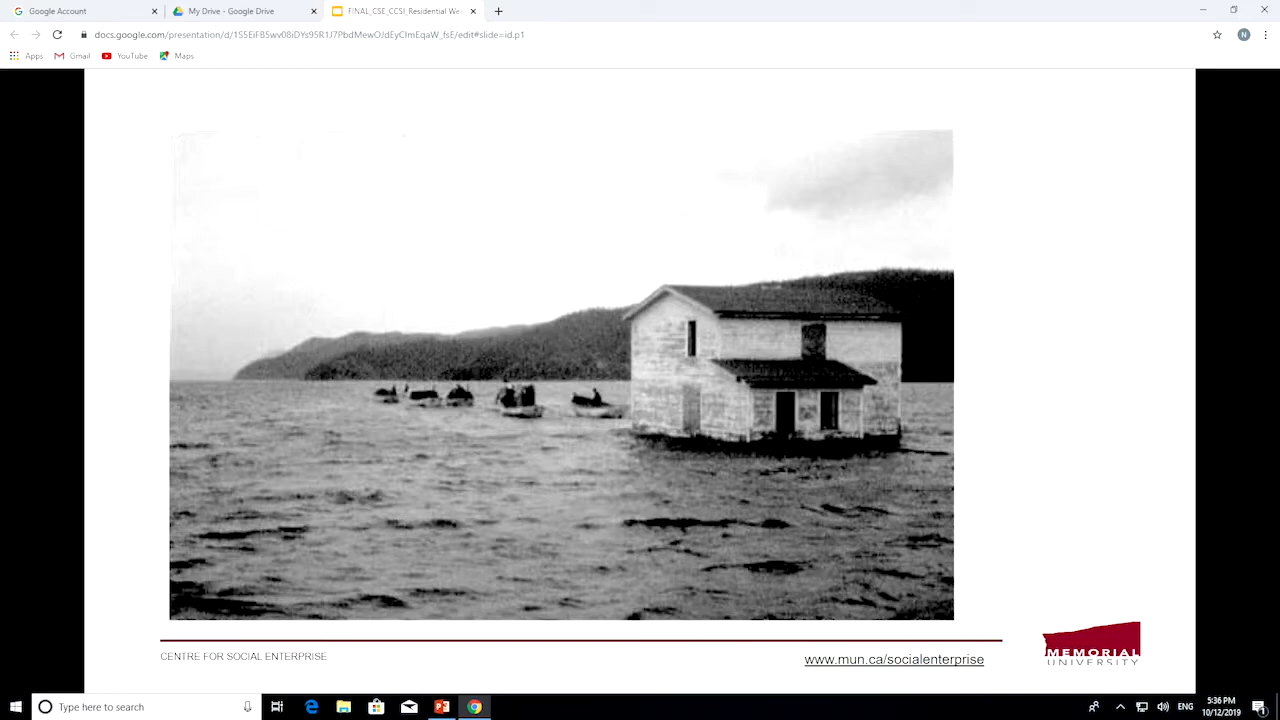 Google Account
My Drive - Google Drive
FINAL_CSE_CCSI_Residential We
docs.google.com/presentation/d/1S5EiFB5wv08iDYs95R1J7PbdMewOJdEyClmEqaW_fsE/edit#slide=id.p1
N
Apps
Gmail
YouTube
Maps
CENTRE FOR SOCIAL ENTERPRISE
www.mun.ca/socialenterprise
MEMORIAL
UNIVERSITY
Type here to search
ENG
5:36 PM
10/12/2019